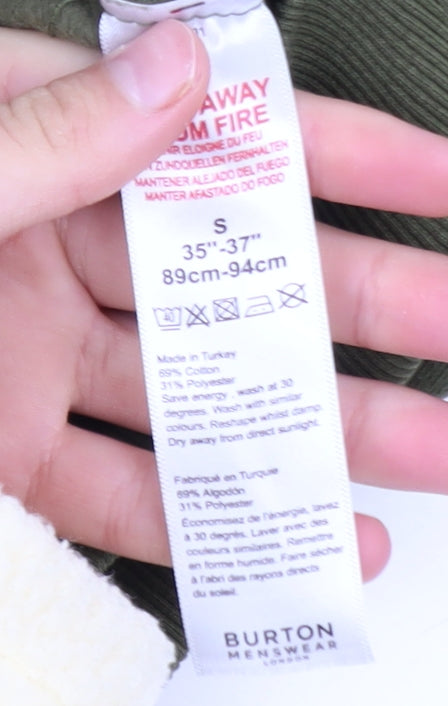 AWAY
FIRE
ELOIGNE DU FEU
ZUNDQUELLEN FERNHALTEN
MANTENER ALEJADO DEL FUEGO
MANTER AFASTADO DO FOGO
S
35"-37"
89cm-94cm
40
Made in Turkey
69% Cotton
31% Polyester
Save energy , wash at 30
degrees. Wash with similar
colours. Reshape whilst damp.
Dry away from direct sunlight.
Fabriqué en Turquie
69% Algodón
31% Polyester
Économisez de l'énergie, lavez
à 30 degrés. Laver avec des
couleurs similaires. Remettre
en forme humide. Faire sécher
à l'abri des rayons directs
du soleil.
BURTON
MENSWEAR
LONDON